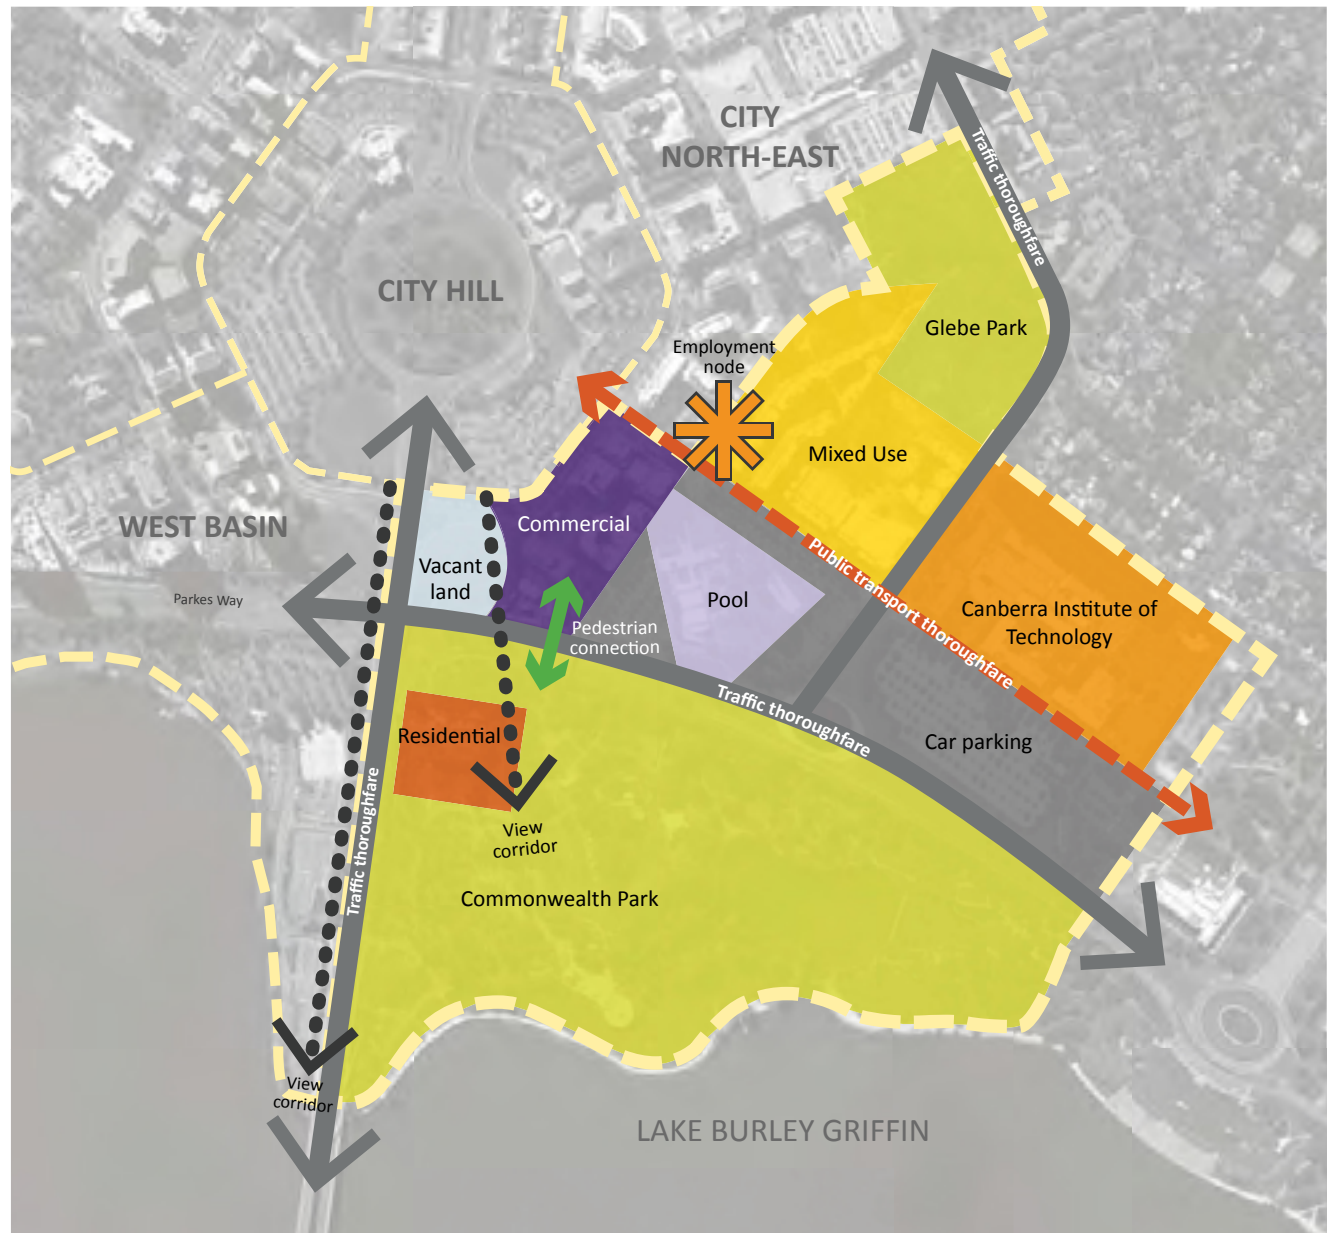 CITY
NORTH-EAST
Traffic thoroughfare
CITY HILL
Glebe Park
Employment
node
Mixed Use
WEST BASIN
Commercial
Vacant
land
Parkes Way
Pool
Public transport thoroughfare
Canberra Institute of
Technology
Pedestrian
connection
Traffic thoroughfare
Residential
Car parking
Traffic thoroughfare
View
corridor
Commonwealth Park
View
corridor
LAKE BURLEY GRIFFIN